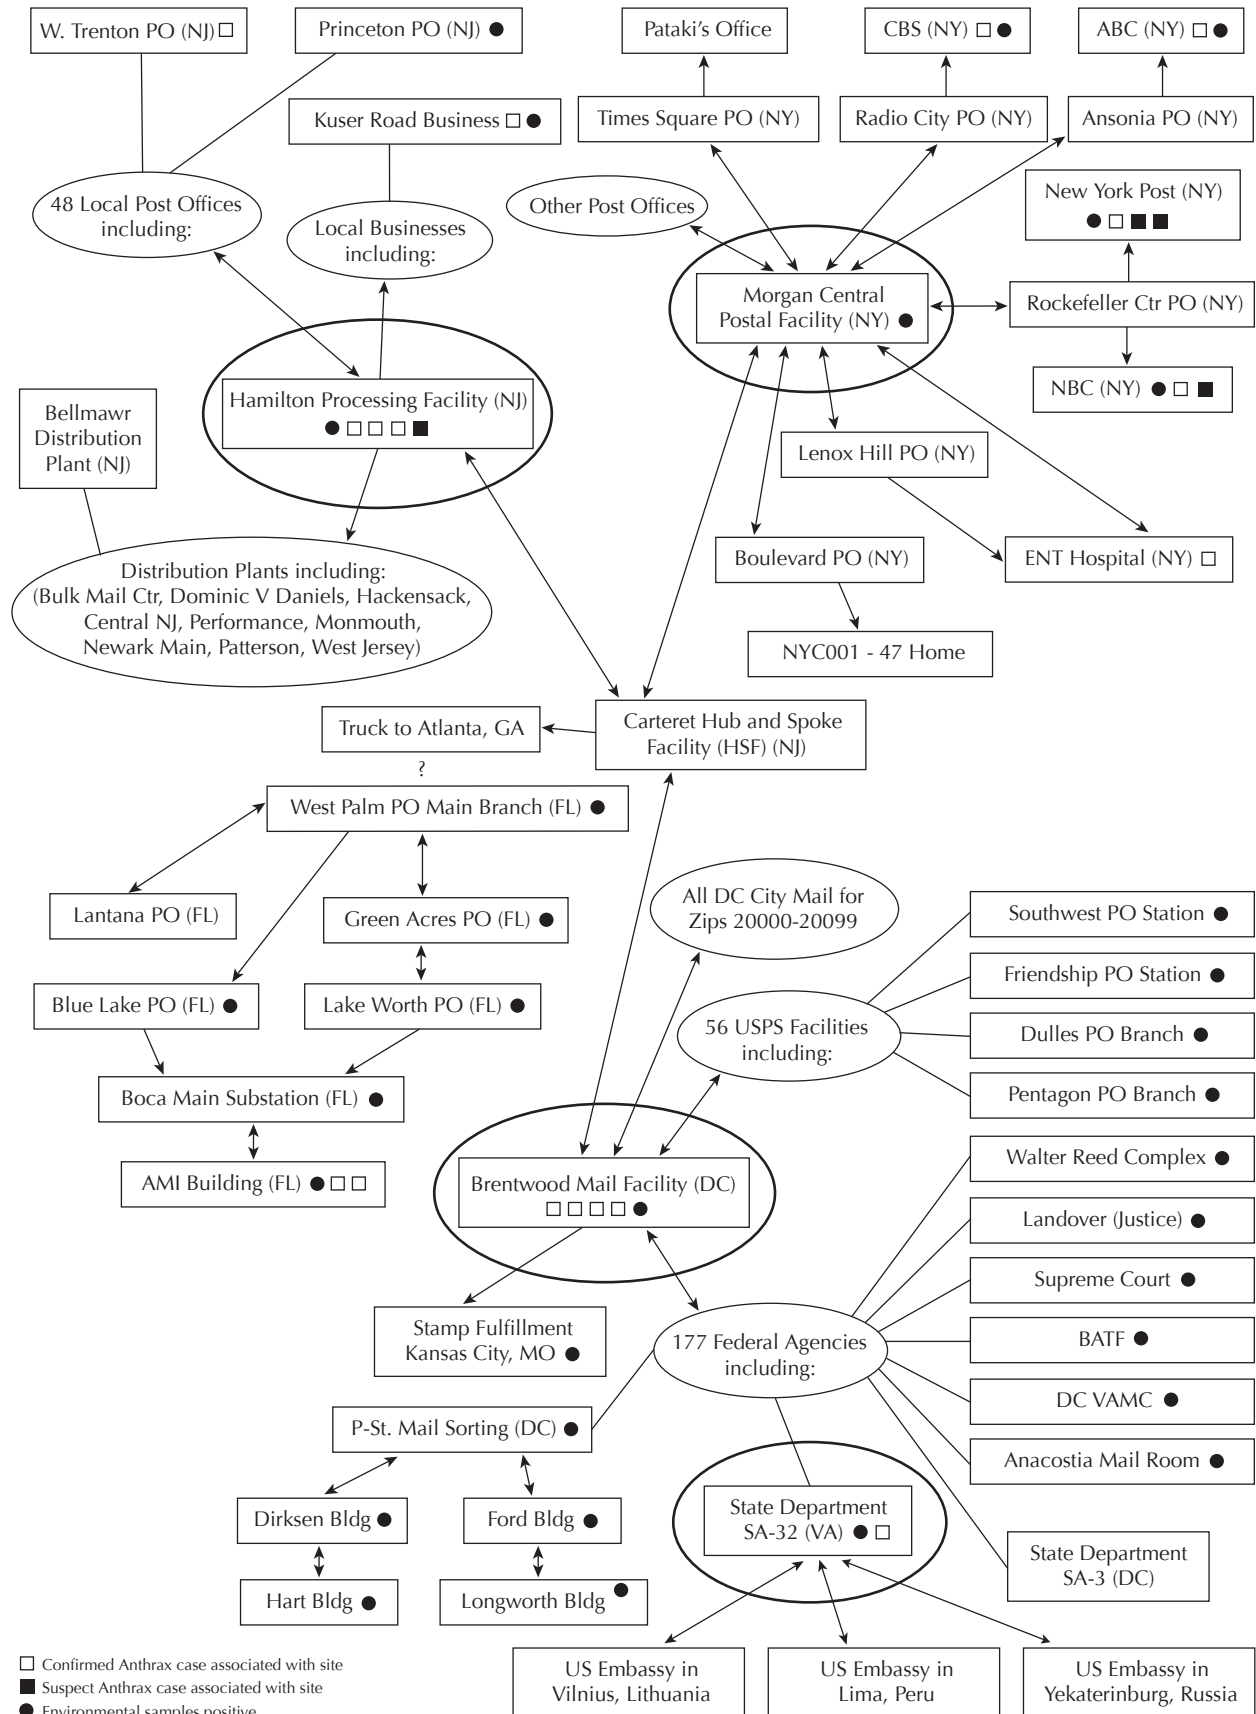 W. Trenton PO (NJ)
Princeton PO (NJ)
Pataki's Office
CBS (NY)
ABC (NY)
Kuser Road Business
Times Square PO (NY)
Radio City PO (NY)
Ansonia PO (NY)
48 Local Post Offices
including:
Local Businesses
including:
Other Post Offices
New York Post (NY)
Morgan Central
Postal Facility (NY)
Rockefeller Ctr PO (NY)
NBC (NY)
Hamilton Processing Facility (NJ)
Bellmawr
Distribution
Plant (NJ)
Lenox Hill PO (NY)
Boulevard PO (NY)
ENT Hospital (NY)
Distribution Plants including:
(Bulk Mail Ctr, Dominic V Daniels, Hackensack,
Central NJ, Performance, Monmouth,
Newark Main, Patterson, West Jersey)
NYC001 - 47 Home
Truck to Atlanta, GA
Carteret Hub and Spoke
Facility (HSF) (NJ)
?
West Palm PO Main Branch (FL)
Lantana PO (FL)
Green Acres PO (FL)
All DC City Mail for
Zips 20000-20099
Southwest PO Station
Friendship PO Station
Blue Lake PO (FL)
Lake Worth PO (FL)
56 USPS Facilities
including:
Dulles PO Branch
Pentagon PO Branch
Boca Main Substation (FL)
AMI Building (FL)
Brentwood Mail Facility (DC)
Walter Reed Complex
Landover (Justice)
Supreme Court
BATF
DC VAMC
Anacostia Mail Room
Stamp Fulfillment
Kansas City, MO
177 Federal Agencies
including:
P-St. Mail Sorting (DC)
Dirksen Bldg
Ford Bldg
State Department
SA-32 (VA)
State Department
SA-3 (DC)
Hart Bldg
Longworth Bldg
US Embassy in
Vilnius, Lithuania
US Embassy in
Lima, Peru
US Embassy in
Yekaterinburg, Russia
Confirmed Anthrax case associated with site
Suspect Anthrax case associated with site
Environmental samples positive